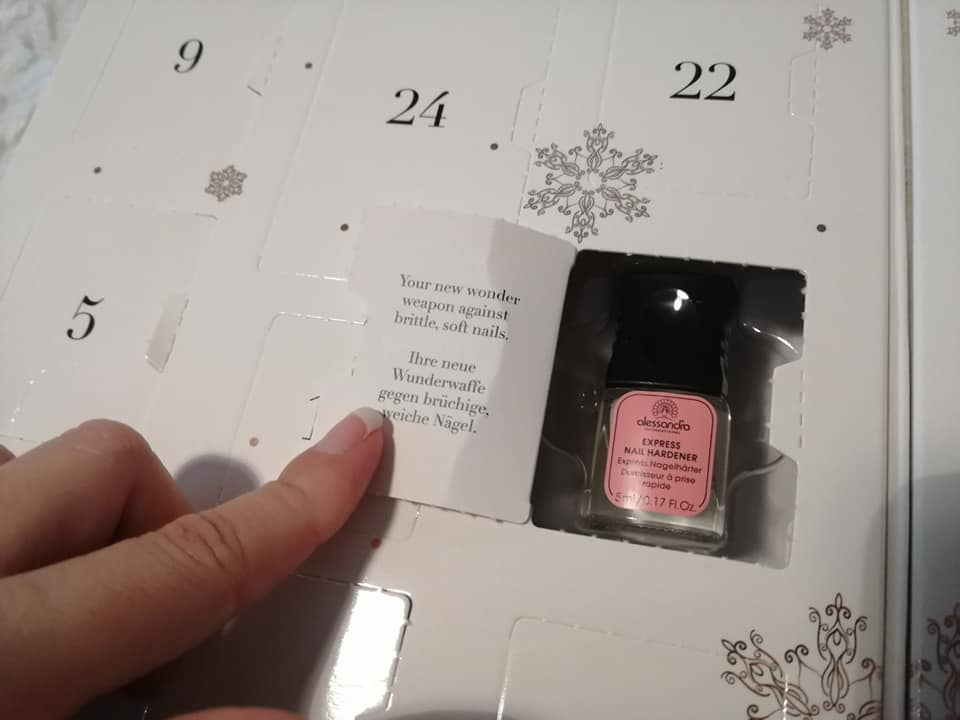 9
24
22
5
Your new wonder
weapon against
brittle, soft nails.
Ihre neue
Wunderwaffe
gegen brüchige,
weiche Nägel.
alessandro
INTERNATIONAL
EXPRESS
NAIL HARDENER
Express Nagelhärter
Durcisseur à prise
rapide
5ml/0.17 Fl.Oz.